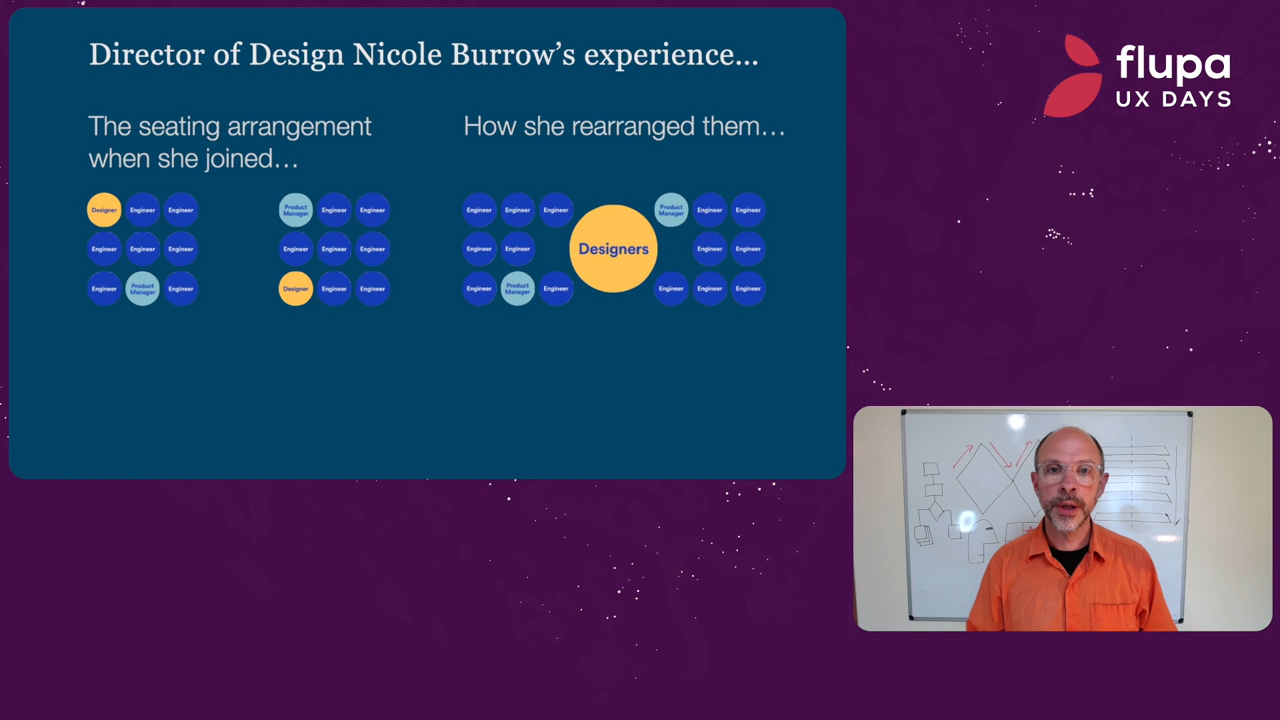 Director of Design Nicole Burrow’s experience...
flupa
UX DAYS
The seating arrangement
when she joined...
Designer Engineer Engineer
Engineer Engineer Engineer
Engineer Product Manager Engineer
Product Manager Engineer Engineer
Engineer Engineer Engineer
Designer Engineer Engineer
How she rearranged them...
Engineer Engineer Engineer
Engineer Engineer
Engineer Product Manager Engineer
Designers
Product Manager Engineer Engineer
Engineer Engineer
Engineer Engineer Engineer